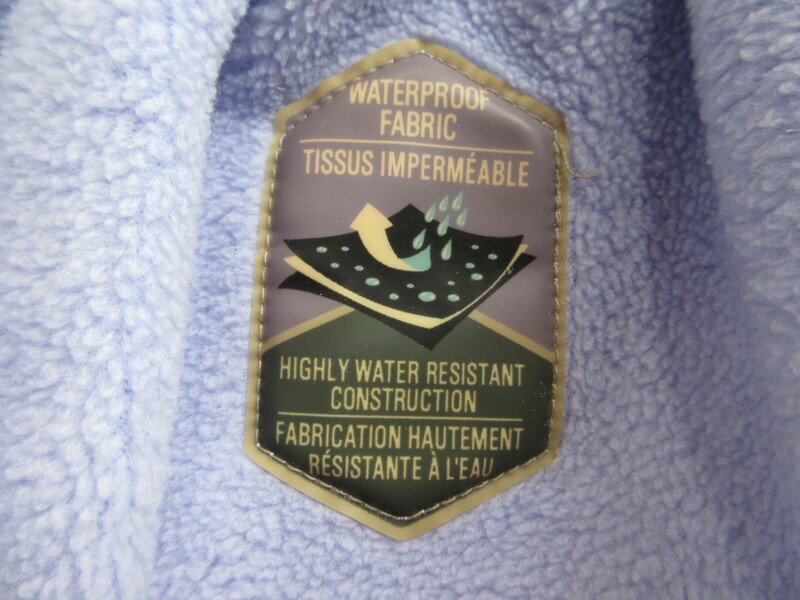 WATERPROOF
FABRIC
TISSUS IMPERMÉABLE
HIGHLY WATER RESISTANT
CONSTRUCTION
FABRICATION HAUTEMENT
RÉSISTANTE À L'EAU